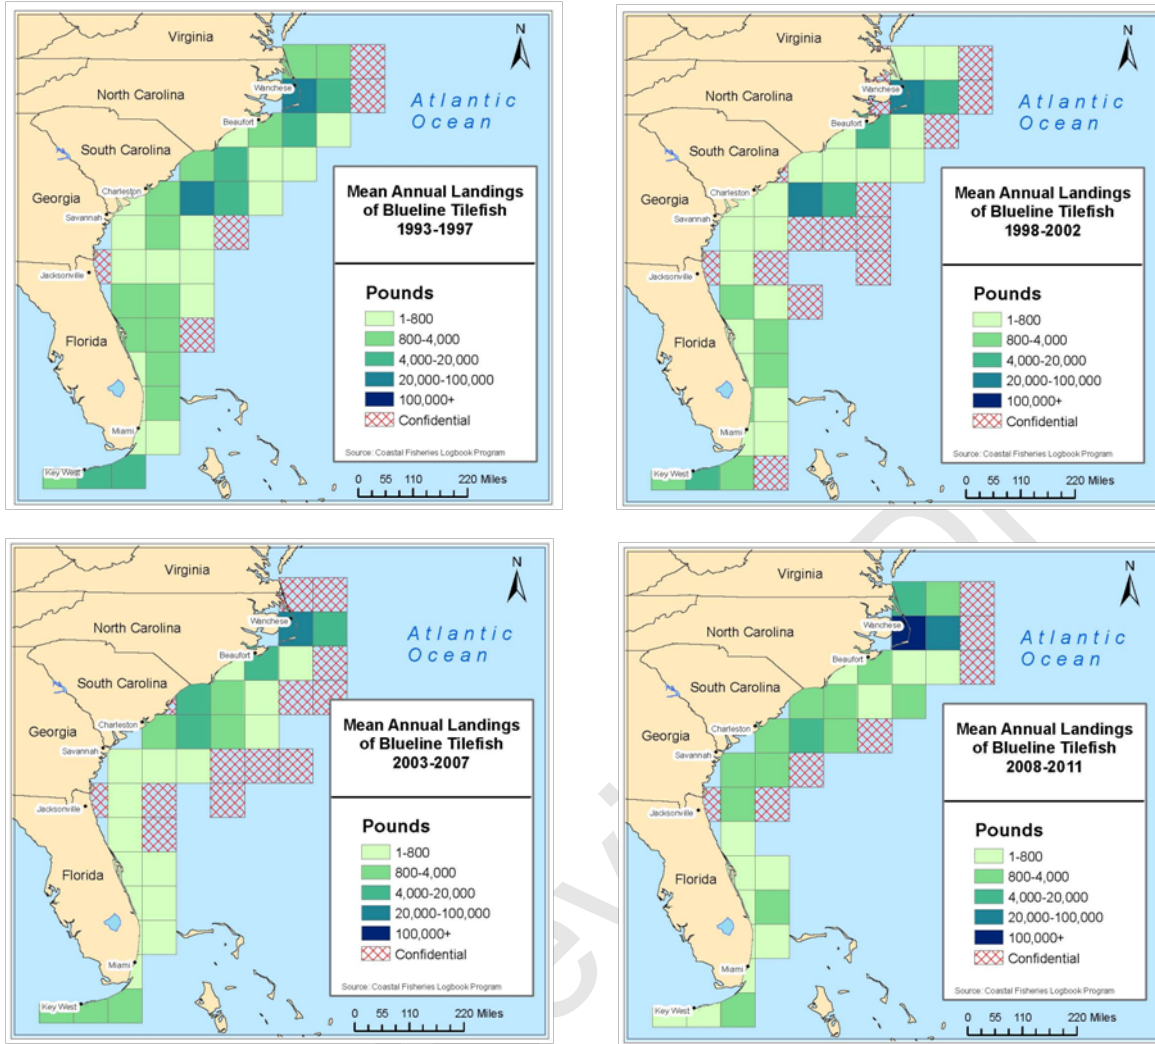 Virginia
N
Wanchese
North Carolina
Atlantic
Ocean
Beaufort
South Carolina
Charleston
Georgia
Savannah
Jacksonville
Florida
Miami
Key West
Mean Annual Landings
of Blueline Tilefish
1993-1997
Pounds
1-800
800-4,000
4,000-20,000
20,000-100,000
100,000+
Confidential
Source: Coastal Fisheries Logbook Program
0 55 110 220 Miles
Virginia
N
Wanchese
North Carolina
Atlantic
Ocean
Beaufort
South Carolina
Charleston
Georgia
Savannah
Jacksonville
Florida
Miami
Key West
Mean Annual Landings
of Blueline Tilefish
1998-2002
Pounds
1-800
800-4,000
4,000-20,000
20,000-100,000
100,000+
Confidential
Source: Coastal Fisheries Logbook Program
0 55 110 220 Miles
Virginia
N
Wanchese
North Carolina
Atlantic
Ocean
Beaufort
South Carolina
Charleston
Georgia
Savannah
Jacksonville
Florida
Miami
Key West
Mean Annual Landings
of Blueline Tilefish
2003-2007
Pounds
1-800
800-4,000
4,000-20,000
20,000-100,000
100,000+
Confidential
Source: Coastal Fisheries Logbook Program
0 55 110 220 Miles
Virginia
N
Wanchese
North Carolina
Atlantic
Ocean
Beaufort
South Carolina
Charleston
Georgia
Savannah
Jacksonville
Florida
Miami
Key West
Mean Annual Landings
of Blueline Tilefish
2008-2011
Pounds
1-800
800-4,000
4,000-20,000
20,000-100,000
100,000+
Confidential
Source: Coastal Fisheries Logbook Program
0 55 110 220 Miles